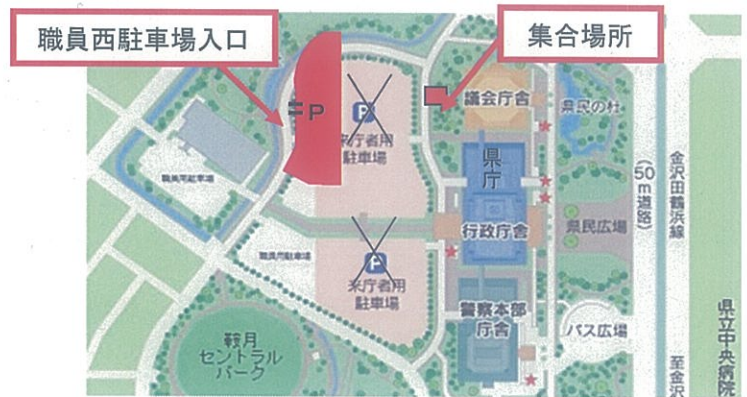 職員西駐車場入口
集合場所
P
P
来庁者用
駐車場
議会庁舎
県民の杜
職員用駐車場
県庁
行政庁舎
県民広場
金沢田鶴浜線
(50m道路)
職員用駐車場
P
来庁者用
駐車場
警察本部
庁舎
バス広場
鞍月
セントラル
パーク
県立中央病院
至金沢